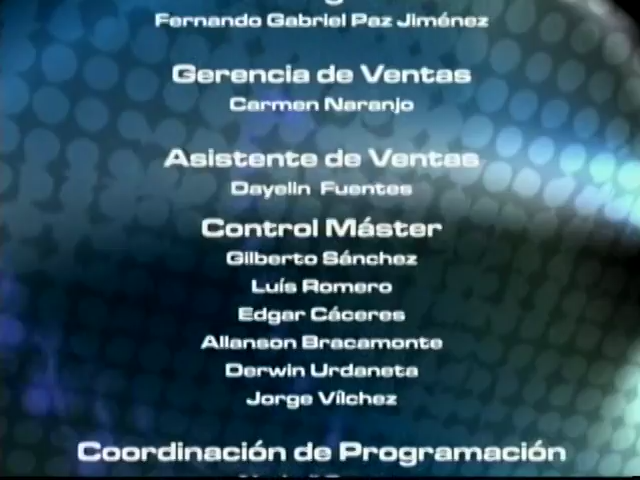 Fernando Gabriel Paz Jiménez
Gerencia de Ventas
Carmen Naranjo
Asistente de Ventas
Dayelin Fuentes
Control Máster
Gilberto Sánchez
Luís Romero
Edgar Cáceres
Allanson Bracamonte
Derwin Urdaneta
Jorge Vílchez
Coordinación de Programación